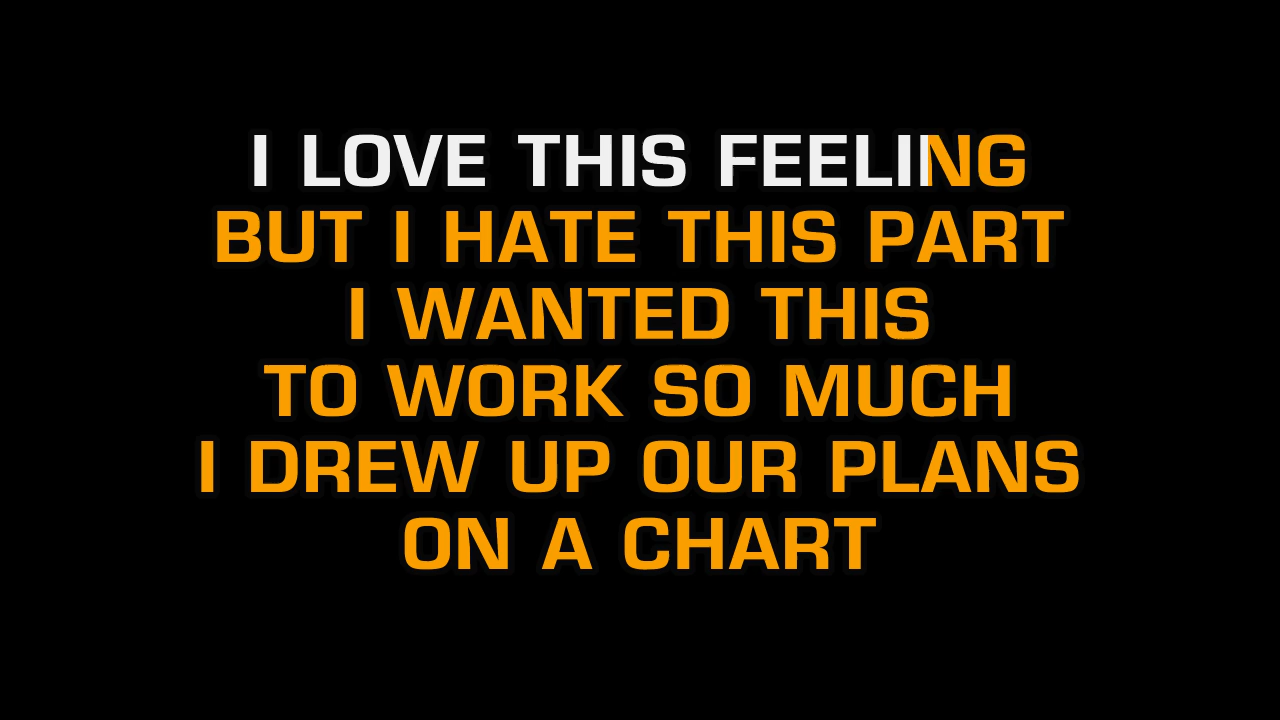 I LOVE THIS FEELING
BUT I HATE THIS PART
I WANTED THIS
TO WORK SO MUCH
I DREW UP OUR PLANS
ON A CHART